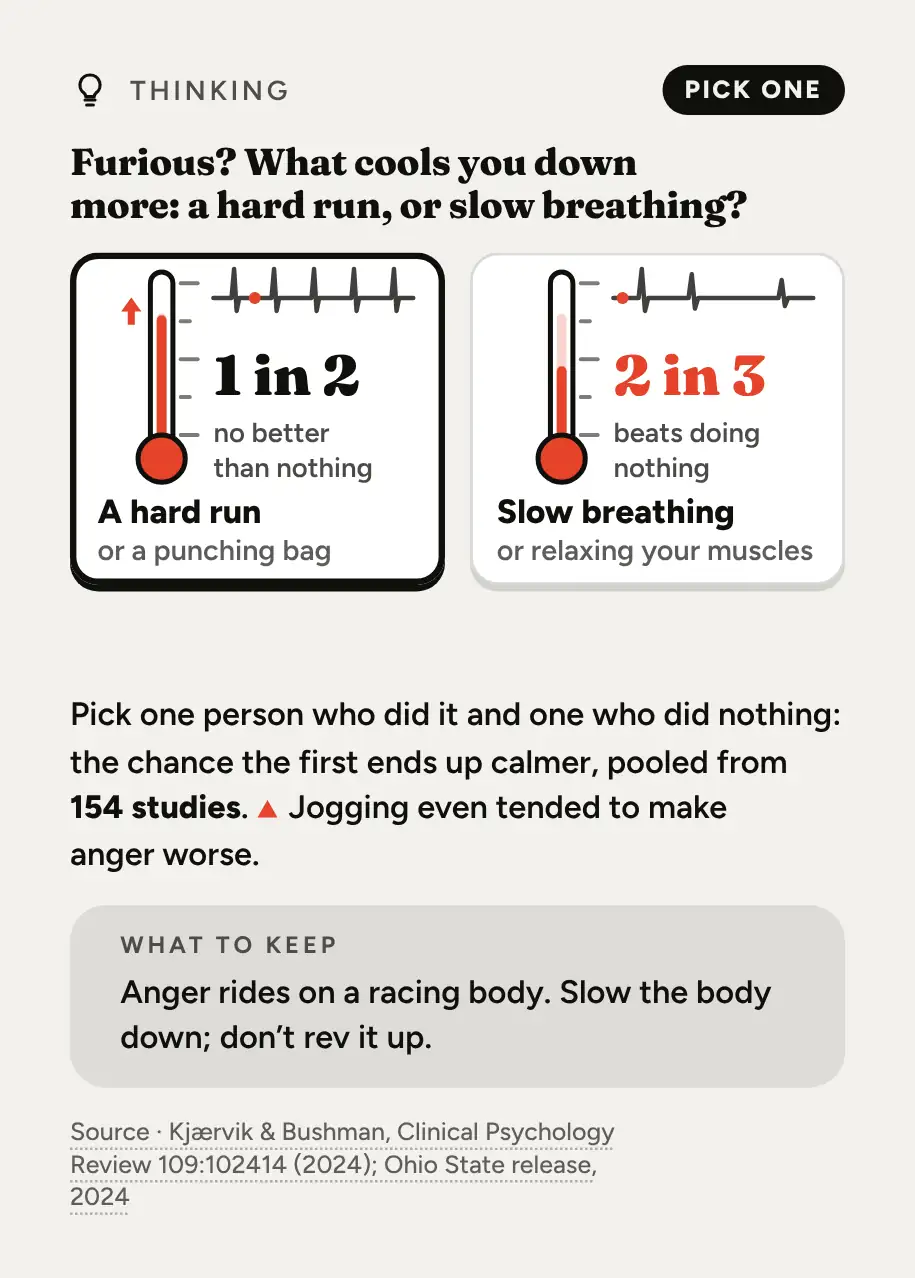 THINKING
PICK ONE
Furious? What cools you down
more: a hard run, or slow breathing?
1 in 2
no better
than nothing
A hard run
or a punching bag
2 in 3
beats doing
nothing
Slow breathing
or relaxing your muscles
Pick one person who did it and one who did nothing:
the chance the first ends up calmer, pooled from
154 studies. ▲ Jogging even tended to make
anger worse.
WHAT TO KEEP
Anger rides on a racing body. Slow the body
down; don’t rev it up.
Source · Kjærvik & Bushman, Clinical Psychology
Review 109:102414 (2024); Ohio State release,
2024